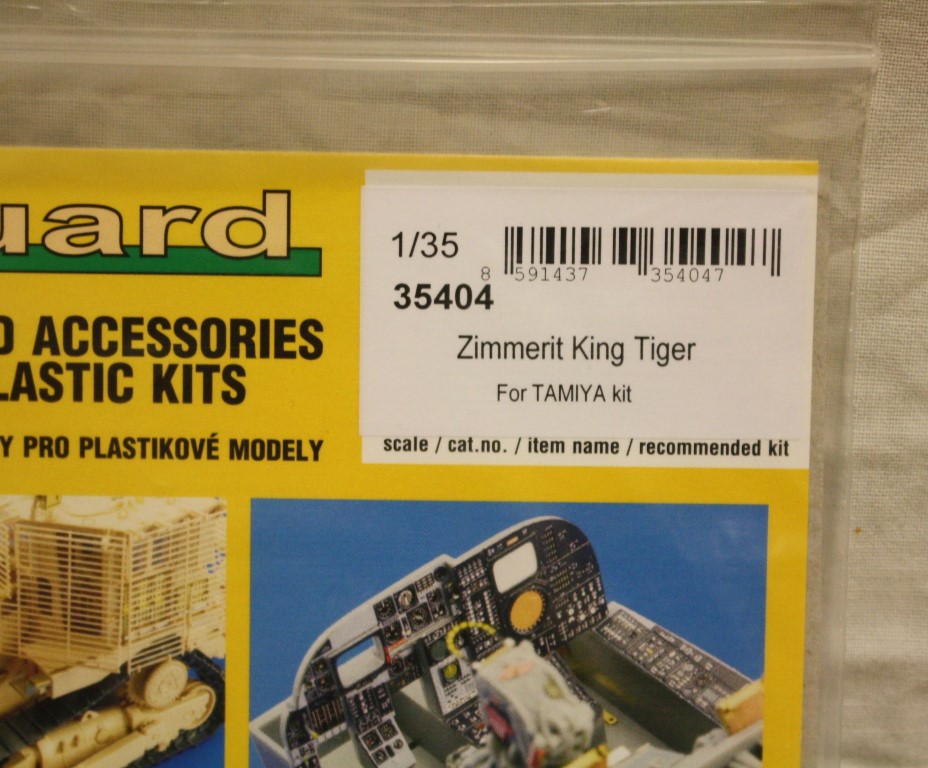 uard
1/35
8 591437 354047
35404
Zimmerit King Tiger
For TAMIYA kit
scale / cat.no. / item name / recommended kit
ACCESSORIES
LASTIC KITS
Y PRO PLASTIKOVÉ MODELY